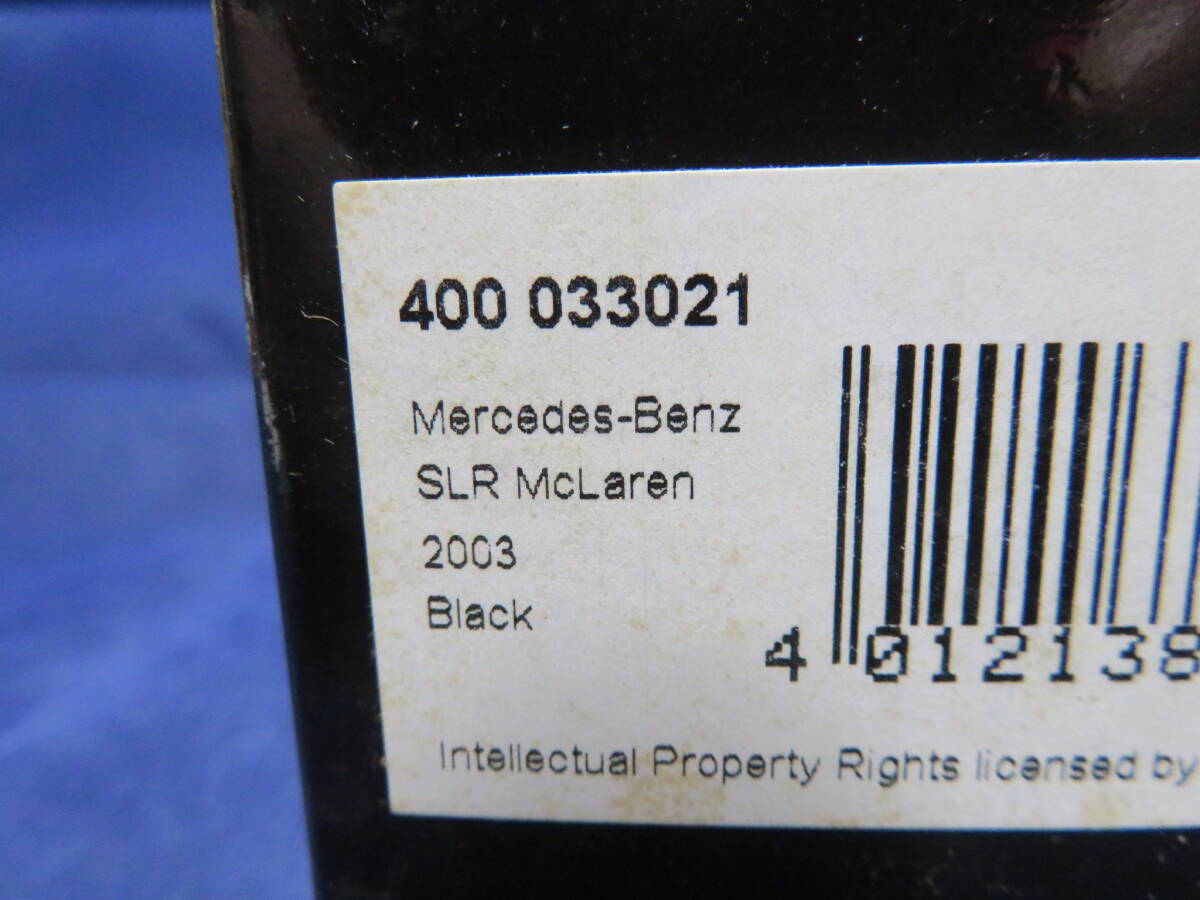 400 033021
Mercedes-Benz
SLR McLaren
2003
Black
4 012138
Intellectual Property Rights licensed by